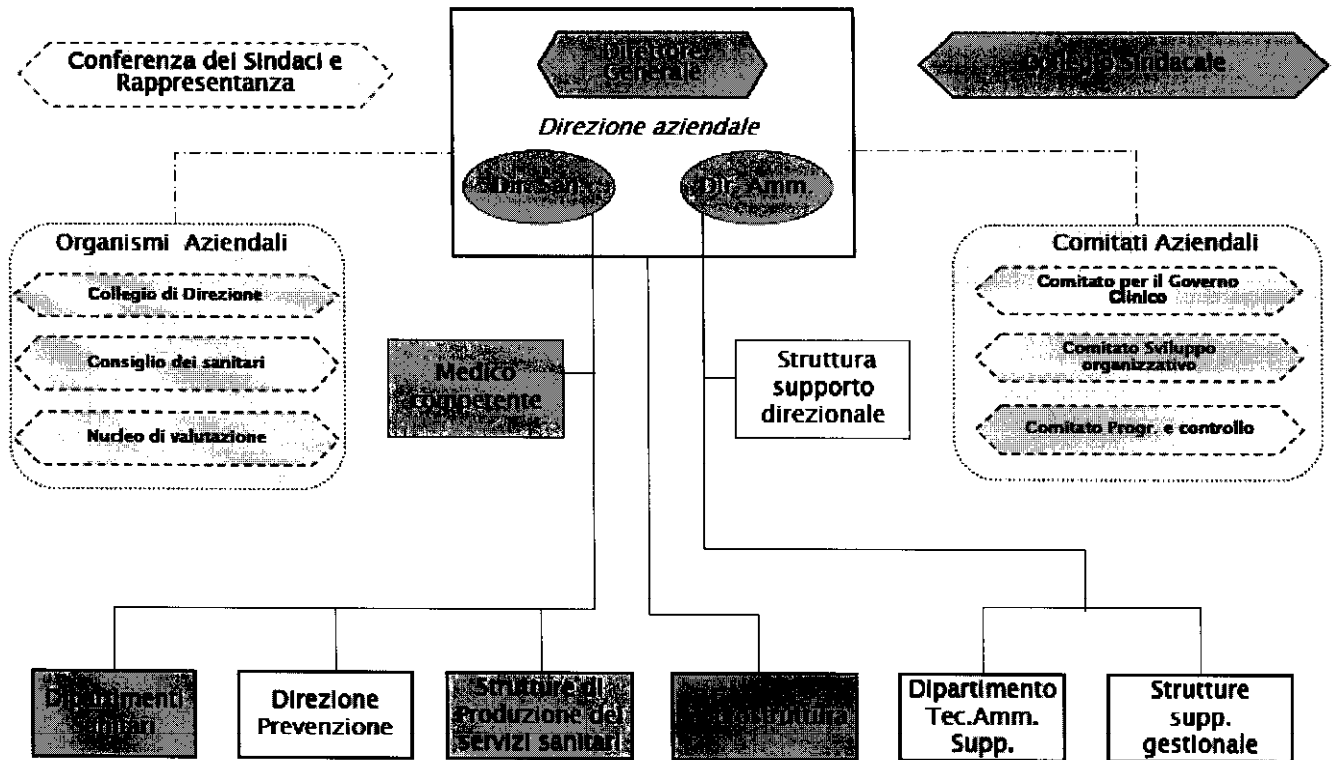 Conferenza dei Sindaci e
Rappresentanza
Direttore
Generale
Collegio Sindacale
Direzione aziendale
Dir. Amm.
Organismi Aziendali
Collegio di Direzione
Consiglio dei sanitari
Nucleo di valutazione
Comitati Aziendali
Comitato per il Governo
Clinico
Comitato Sviluppo
organizzativo
Comitato Progr. e controllo
Medico
competente
Struttura
supporto
direzionale
Dipartimenti
sanitari
Direzione
Prevenzione
Strutture di
Produzione dei
servizi sanitari
Dipartimento
Tec.Amm.
Supp.
Strutture
supp.
gestionale